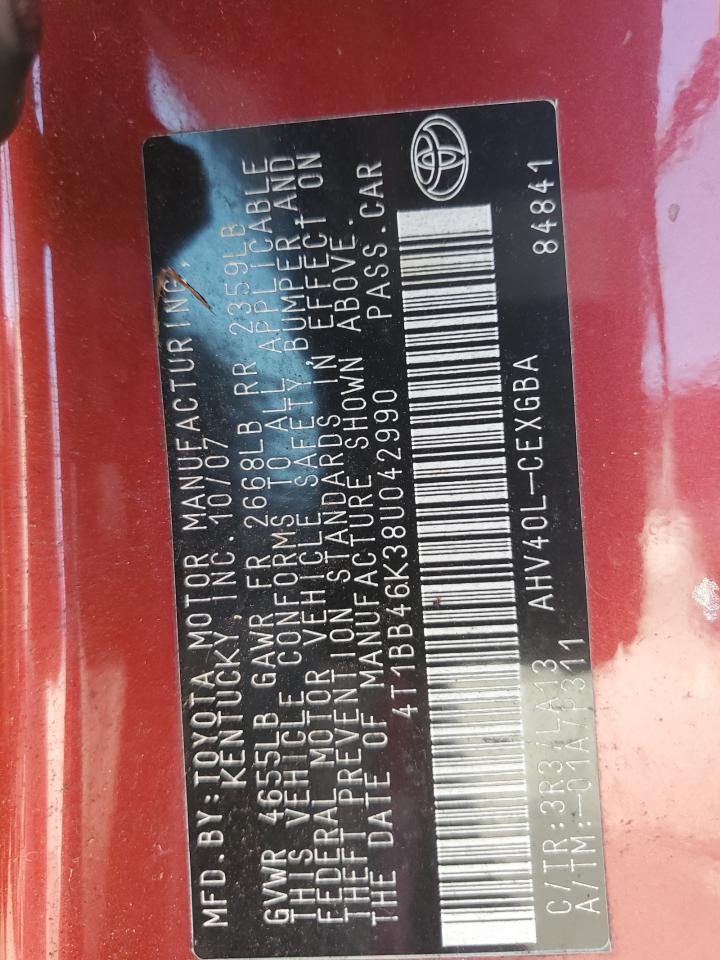 MFD.BY:TOYOTA MOTOR MANUFACTURING,
KENTUCKY, INC. 10/07
GVWR 4655LB GAWR FR 2668LB RR 2359LB
THIS VEHICLE CONFORMS TO ALL APPLICABLE
FEDERAL MOTOR VEHICLE SAFETY, BUMPER AND
THEFT PREVENTION STANDARDS IN EFFECT ON
THE DATE OF MANUFACTURE SHOWN ABOVE.
4T1BB46K38U042990 PASS.CAR
C/TR:3R3/LA13 AHV40L-CEXGBA 84841
A/TM:-01A/P311